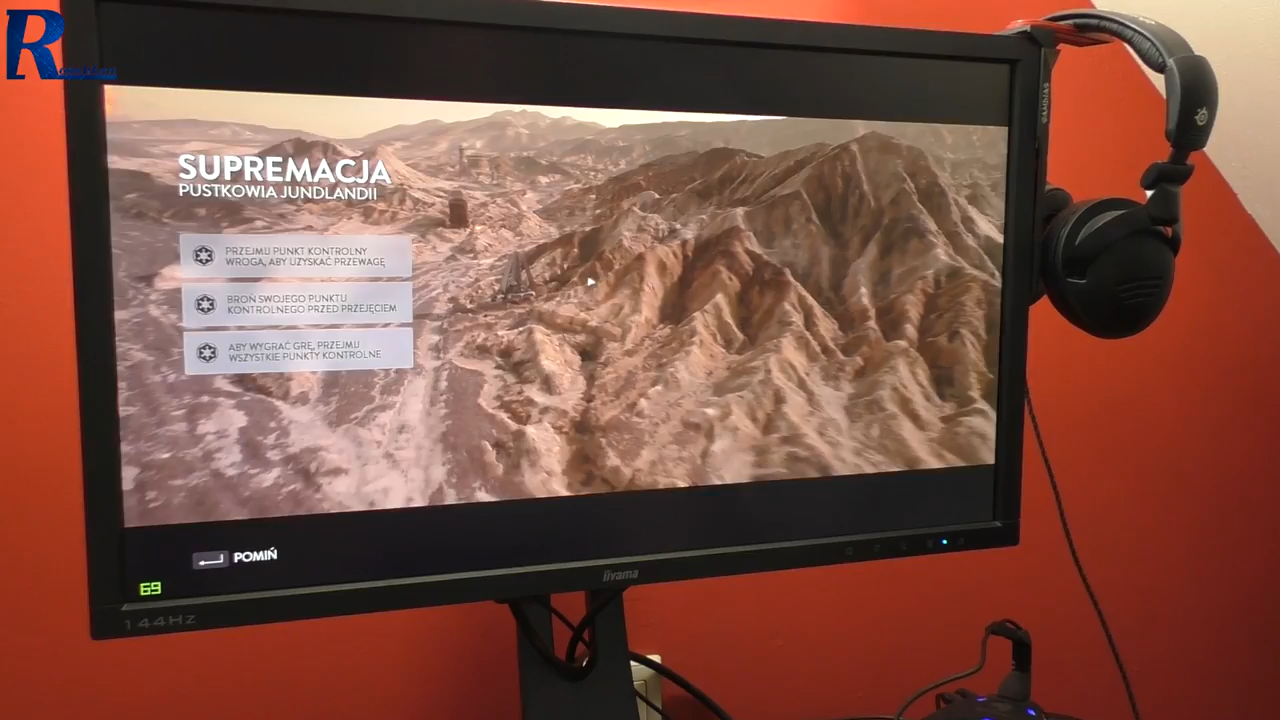 SUPREMACJA
PUSTKOWIA JUNDLANDII
PRZEJMIJ PUNKT KONTROLNY
WROGA, ABY UZYSKAĆ PRZEWAGĘ
BROŃ SWOJEGO PUNKTU
KONTROLNEGO PRZED PRZEJĘCIEM
ABY WYGRAĆ GRĘ, PRZEJMIJ
WSZYSTKIE PUNKTY KONTROLNE
POMIŃ
69
144Hz
iiyama
GAMDIAS